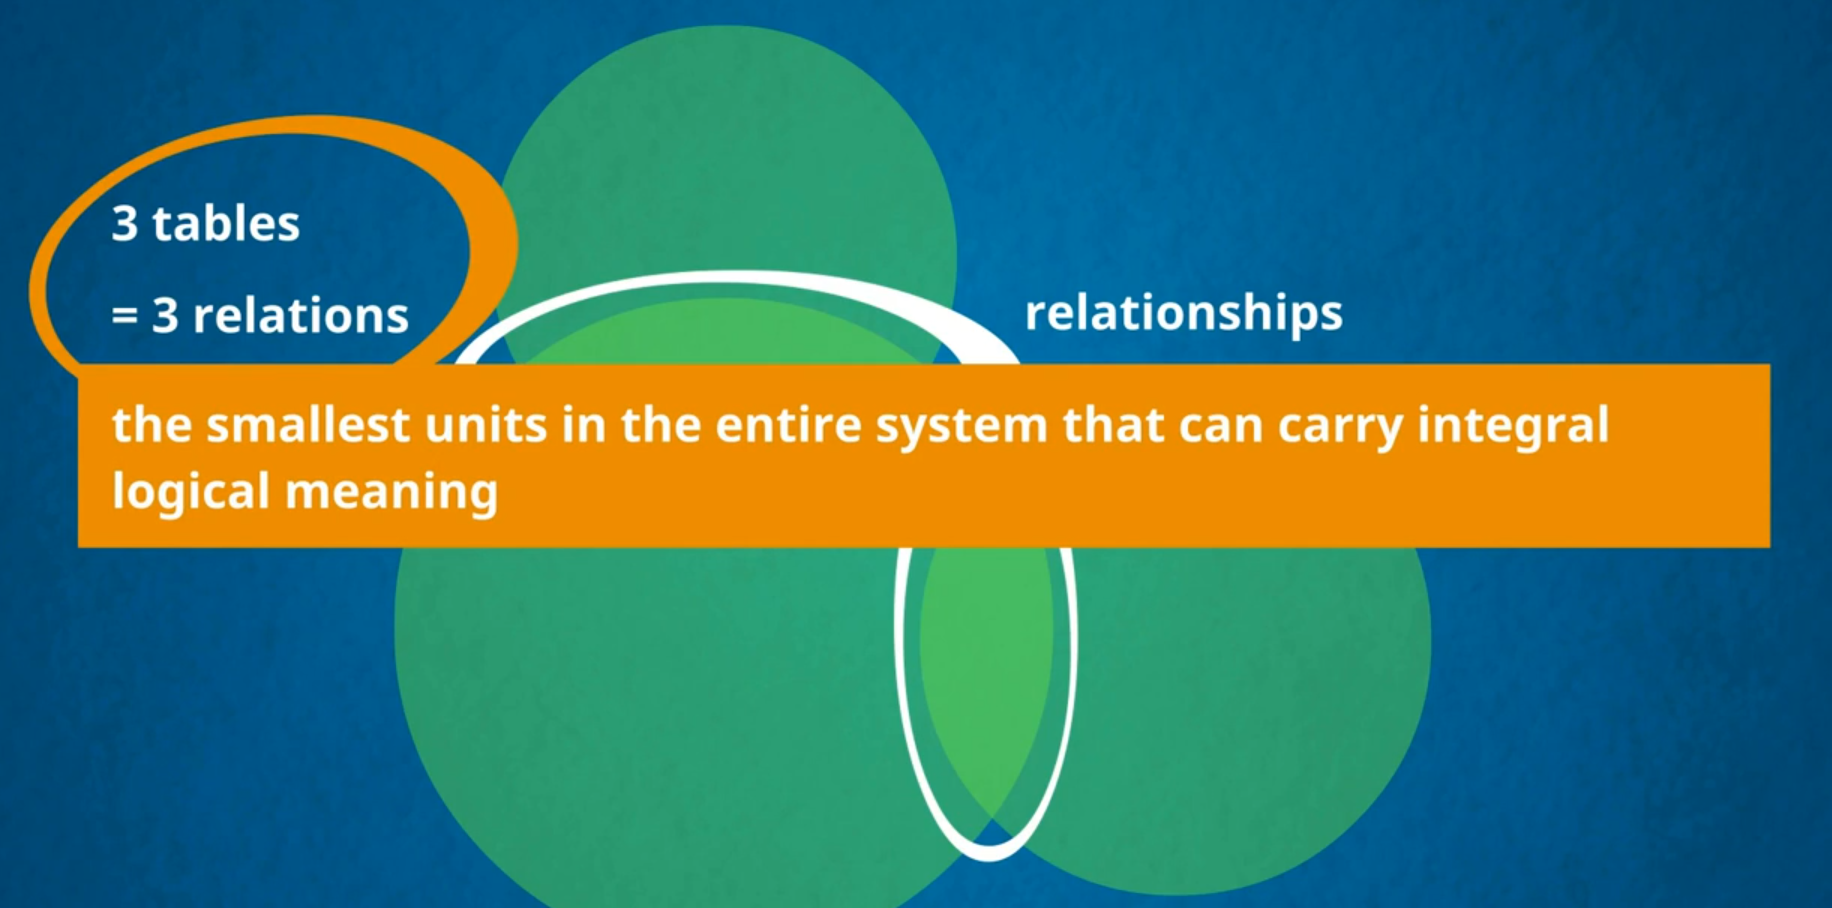 3 tables
= 3 relations
relationships
the smallest units in the entire system that can carry integral
logical meaning